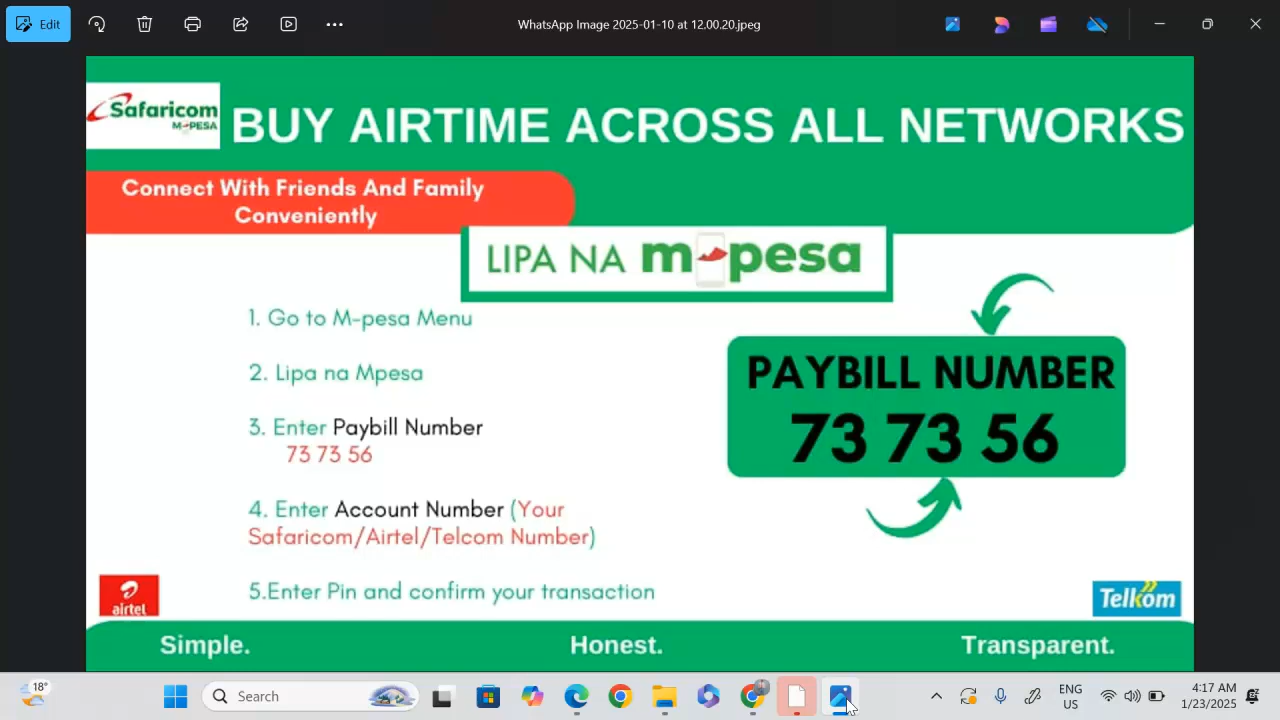 Edit
WhatsApp Image 2025-01-10 at 12.00.20.jpeg
Safaricom
M-PESA
BUY AIRTIME ACROSS ALL NETWORKS
Connect With Friends And Family
Conveniently
LIPA NA m-pesa
1. Go to M-pesa Menu
2. Lipa na Mpesa
3. Enter Paybill Number
73 73 56
4. Enter Account Number (Your
Safaricom/Airtel/Telcom Number)
5.Enter Pin and confirm your transaction
PAYBILL NUMBER
73 73 56
airtel
Telkom
Simple.
Honest.
Transparent.
18°
Search
ENG
US
4:17 AM
1/23/2025